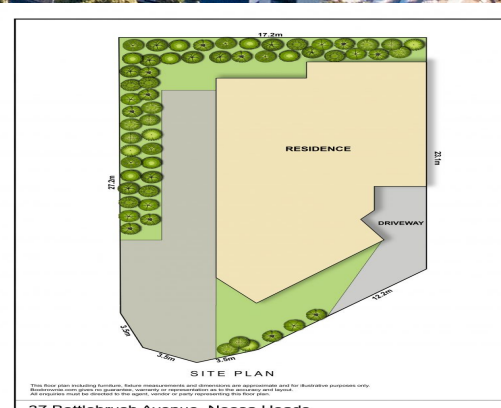 17.2m
RESIDENCE
23.1m
27.2m
DRIVEWAY
12.2m
3.5m
3.5m
3.5m
SITE PLAN
This floor plan including furniture, fixture measurements and dimensions are approximate and for illustrative purposes only.
Boxbrownie.com gives no guarantee, warranty or representation as to the accuracy and layout.
All enquiries must be directed to the agent, vendor or party representing this floor plan.
37 Bottlebrush Avenue, Noosa Heads